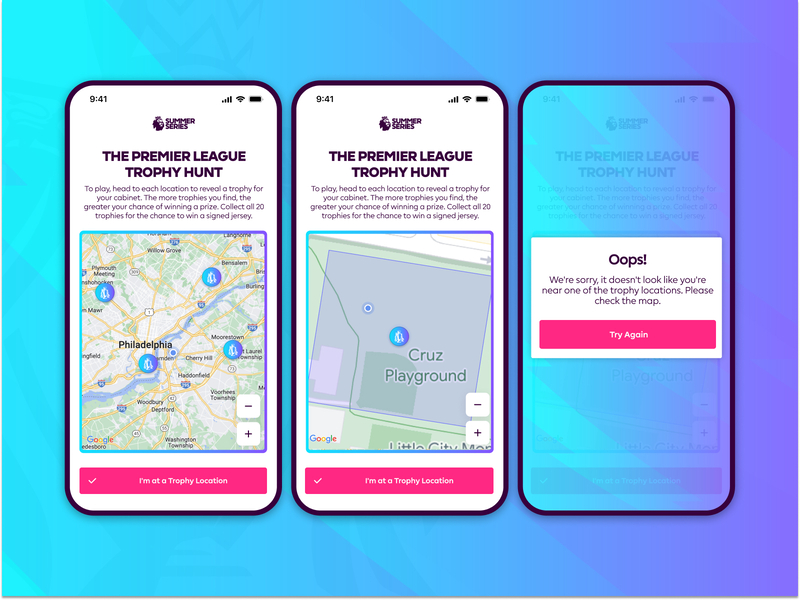 9:41
SUMMER
SERIES
THE PREMIER LEAGUE
TROPHY HUNT
To play, head to each location to reveal a trophy for
your cabinet. The more trophies you find, the
greater your chance of winning a prize. Collect all 20
trophies for the chance to win a signed jersey.
Langhorne
Willow Grove
Plymouth
Meeting
Bensalem
shohocken
Burling
n Mawr
Moorestown
Philadelphia
ingfield
Camden
Cherry Hill
t Laurel
Township
Haddonfield
Voorhees
Township
Woodbury
Deptford
−
Google
Washington
Township
+
edesboro
I'm at a Trophy Location
9:41
SUMMER
SERIES
THE PREMIER LEAGUE
TROPHY HUNT
To play, head to each location to reveal a trophy for
your cabinet. The more trophies you find, the
greater your chance of winning a prize. Collect all 20
trophies for the chance to win a signed jersey.
Cruz
Playground
−
Google
+
Little City Mon
I'm at a Trophy Location
9:41
SUMMER
SERIES
THE PREMIER LEAGUE
TROPHY HUNT
To play, head to each location to reveal a trophy for
your cabinet. The more trophies you find, the
greater your chance of winning a prize. Collect all 20
trophies for the chance to win a signed jersey.
Oops!
We're sorry, it doesn't look like you're
near one of the trophy locations. Please
check the map.
Try Again
Playground
−
Google
+
I'm at a Trophy Location